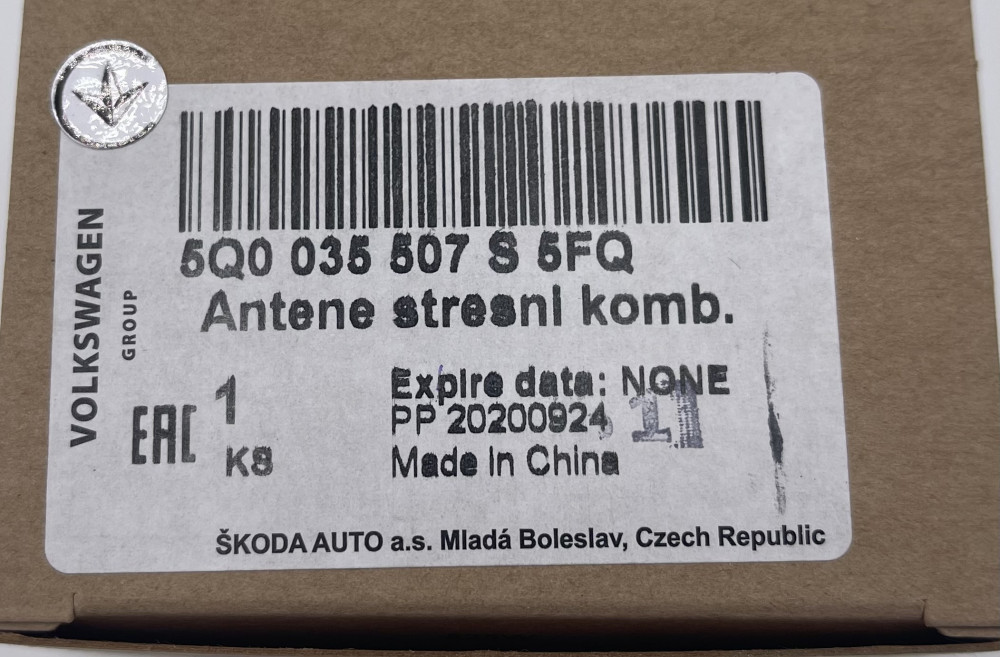 VOLKSWAGEN
GROUP
5Q0 035 507 S 5FQ
Antene stresni komb.
EAC
1
KS
Expire data: NONE
PP 20200924
11
Made in China
ŠKODA AUTO a.s. Mladá Boleslav, Czech Republic